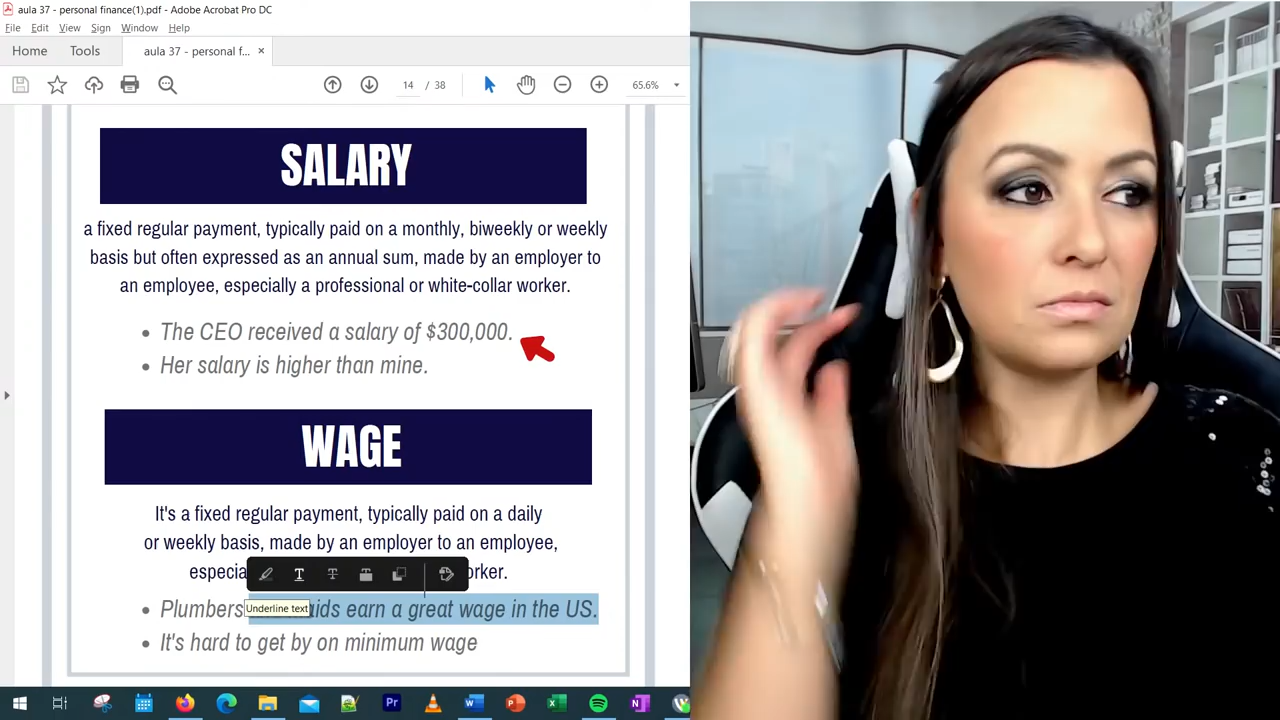 aula 37 - personal finance(1).pdf - Adobe Acrobat Pro DC
File Edit View Sign Window Help
Home Tools aula 37 - personal f... ×
14 / 38 65.6%
SALARY
a fixed regular payment, typically paid on a monthly, biweekly or weekly
basis but often expressed as an annual sum, made by an employer to
an employee, especially a professional or white-collar worker.
• The CEO received a salary of $300,000.
• Her salary is higher than mine.
WAGE
It's a fixed regular payment, typically paid on a daily
or weekly basis, made by an employer to an employee,
especia orker.
Underline text
• Plumbers aids earn a great wage in the US.
• It's hard to get by on minimum wage